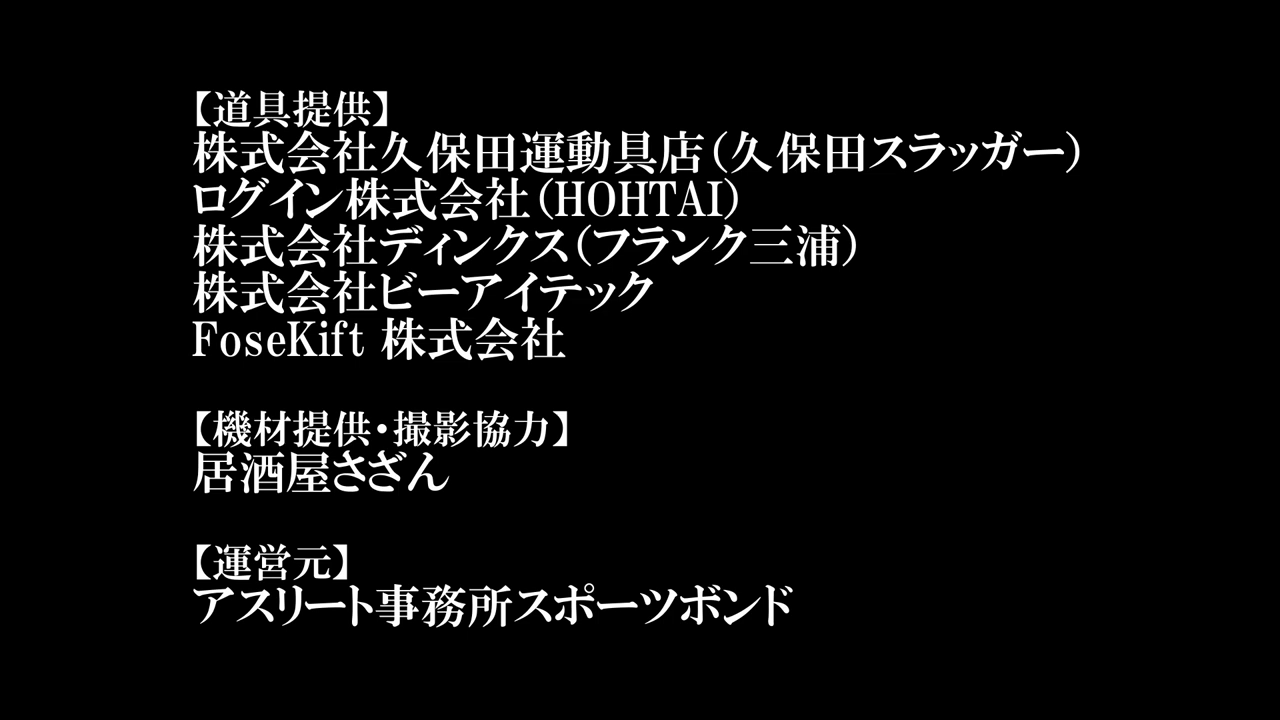 【道具提供】
株式会社久保田運動具店(久保田スラッガー)
ログイン株式会社(HOHTAI)
株式会社ディンクス(フランク三浦)
株式会社ビーアイテック
FoseKift 株式会社
【機材提供・撮影協力】
居酒屋さざん
【運営元】
アスリート事務所スポーツボンド